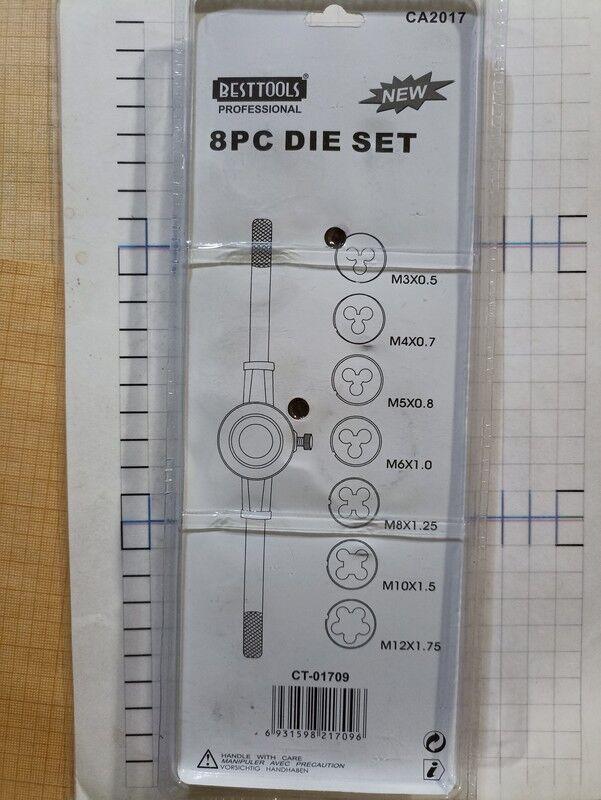 CA2017
BESTTOOLS®
PROFESSIONAL
NEW
8PC DIE SET
M3X0.5
M4X0.7
M5X0.8
M6X1.0
M8X1.25
M10X1.5
M12X1.75
CT-01709
6 931598 217096
HANDLE WITH CARE
MANIPULER AVEC PRÉCAUTION
VORSICHTIG HANDHABEN